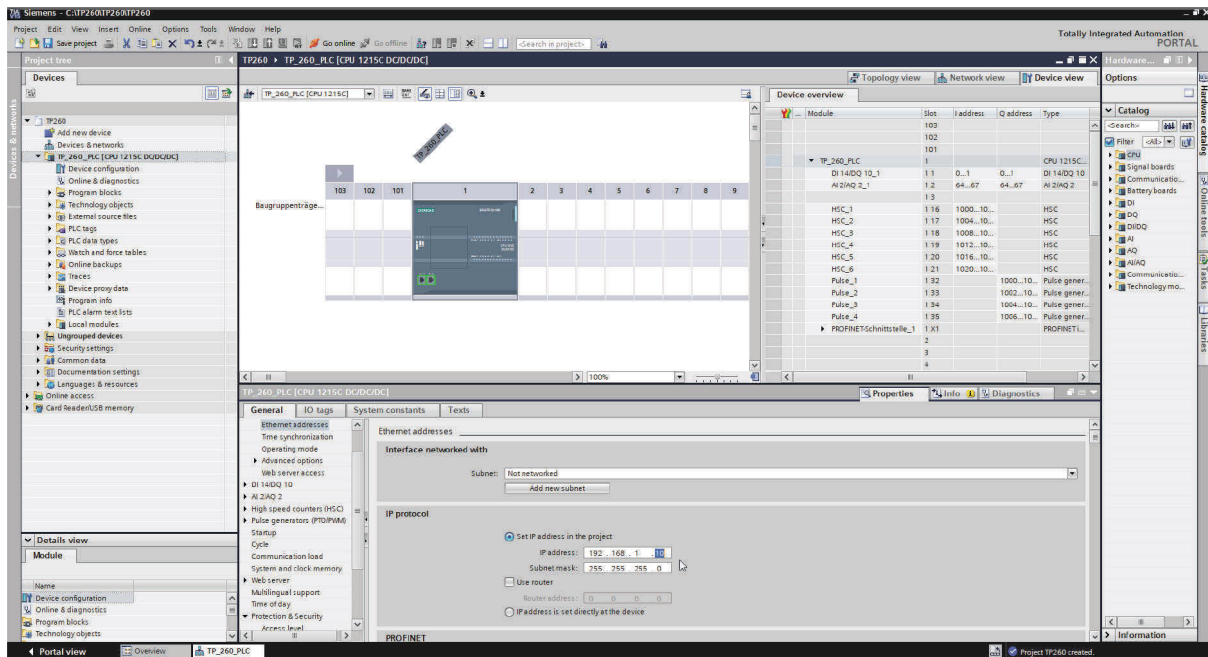 Siemens - C:\TP260\TP260\TP260
Project Edit View Insert Online Options Tools Window Help
Totally Integrated Automation
PORTAL
Save project
Go online
Go offline
<Search in project>
Project tree
Devices
Devices & networks
TP260
Add new device
Devices & networks
TP_260_PLC [CPU 1215C DC/DC/DC]
Device configuration
Online & diagnostics
Program blocks
Technology objects
External source files
PLC tags
PLC data types
Watch and force tables
Online backups
Traces
Device proxy data
Program info
PLC alarm text lists
Local modules
Ungrouped devices
Security settings
Common data
Documentation settings
Languages & resources
Online access
Card Reader/USB memory
Details view
Module
Name
Device configuration
Online & diagnostics
Program blocks
Technology objects
TP260 TP_260_PLC [CPU 1215C DC/DC/DC]
Topology view Network view Device view
TP_260_PLC [CPU 1215C]
TP_260_PLC
103 102 101 1 2 3 4 5 6 7 8 9
Baugruppenträge...
SIEMENS
100%
Device overview
... Module Slot I address Q address Type
103
102
101
TP_260_PLC 1 CPU 1215C...
DI 14/DQ 10_1 1 1 0...1 0...1 DI 14/DQ 10
AI 2/AQ 2_1 1 2 64...67 64...67 AI 2/AQ 2
1 3
HSC_1 1 16 1000...10... HSC
HSC_2 1 17 1004...10... HSC
HSC_3 1 18 1008...10... HSC
HSC_4 1 19 1012...10... HSC
HSC_5 1 20 1016...10... HSC
HSC_6 1 21 1020...10... HSC
Pulse_1 1 32 1000...10... Pulse gener...
Pulse_2 1 33 1002...10... Pulse gener...
Pulse_3 1 34 1004...10... Pulse gener...
Pulse_4 1 35 1006...10... Pulse gener...
PROFINET-Schnittstelle_1 1 X1 PROFINET i...
2
3
4
TP_260_PLC [CPU 1215C DC/DC/DC]
Properties Info Diagnostics
General IO tags System constants Texts
Ethernet addresses
Time synchronization
Operating mode
Advanced options
Web server access
DI 14/DQ 10
AI 2/AQ 2
High speed counters (HSC)
Pulse generators (PTO/PWM)
Startup
Cycle
Communication load
System and clock memory
Web server
Multilingual support
Time of day
Protection & Security
Access level
Ethernet addresses
Interface networked with
Subnet: Not networked
Add new subnet
IP protocol
Set IP address in the project
IP address: 192 . 168 . 1 . 10
Subnet mask: 255 . 255 . 255 . 0
Use router
Router address: 0 . 0 . 0 . 0
IP address is set directly at the device
PROFINET
Hardware...
Options
Catalog
<Search>
Filter <All>
CPU
Signal boards
Communicatio...
Battery boards
DI
DQ
DI/DQ
AI
AQ
AI/AQ
Communicatio...
Technology mo...
Information
Hardware catalog
Online tools
Tasks
Libraries
Portal view
Overview
TP_260_PLC
Project TP260 created.